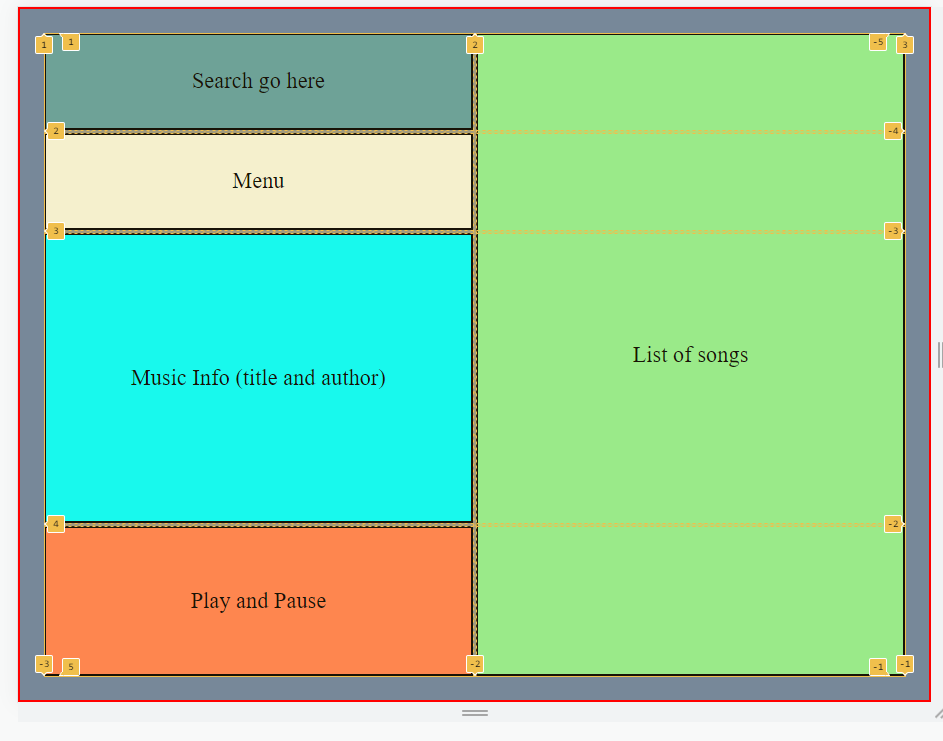 1 1 2 -5 3
Search go here
2 -4
Menu
3 -3
List of songs
Music Info (title and author)
4 -2
Play and Pause
-3 5 -2 -1 -1